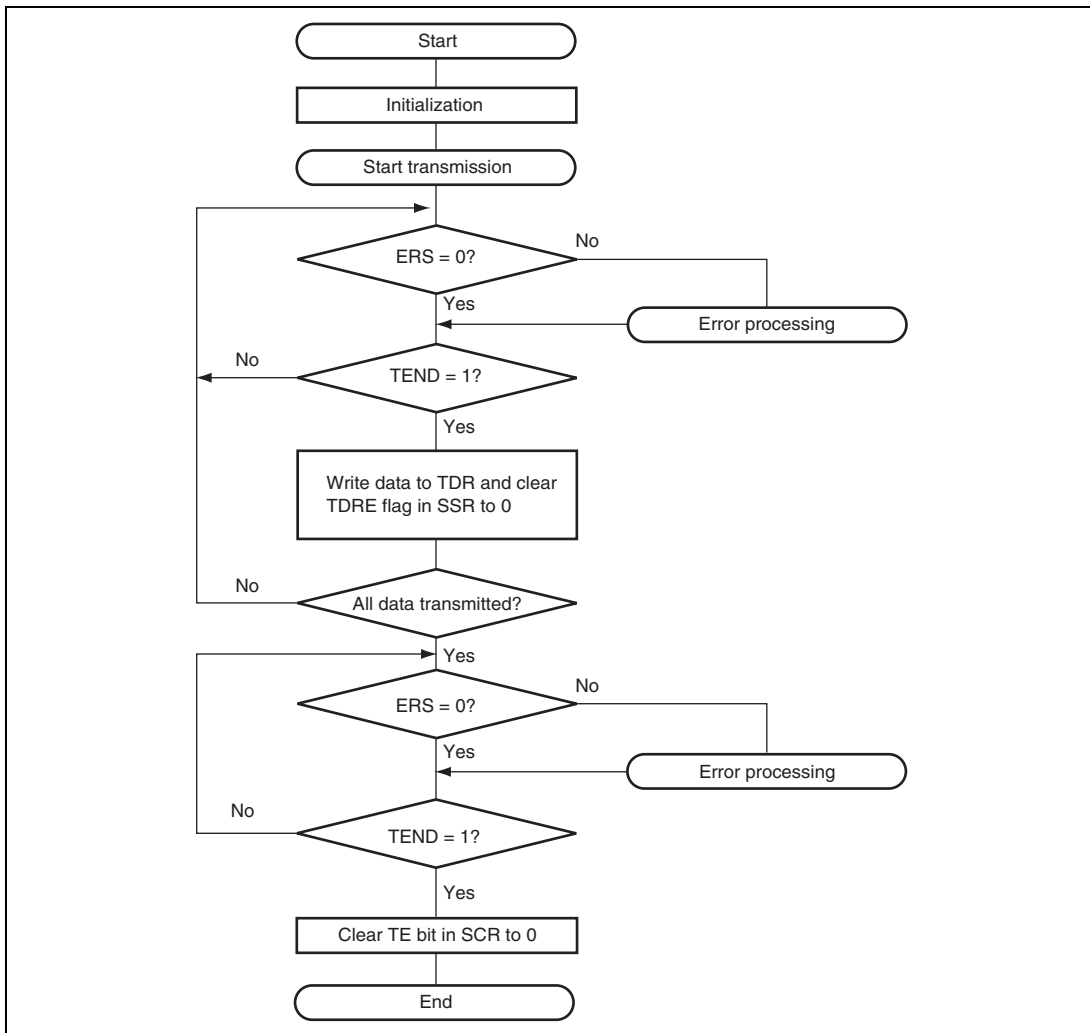 Start
Initialization
Start transmission
ERS = 0?
No
Yes
Error processing
No
TEND = 1?
Yes
Write data to TDR and clear
TDRE flag in SSR to 0
No
All data transmitted?
Yes
No
ERS = 0?
Yes
Error processing
No
TEND = 1?
Yes
Clear TE bit in SCR to 0
End